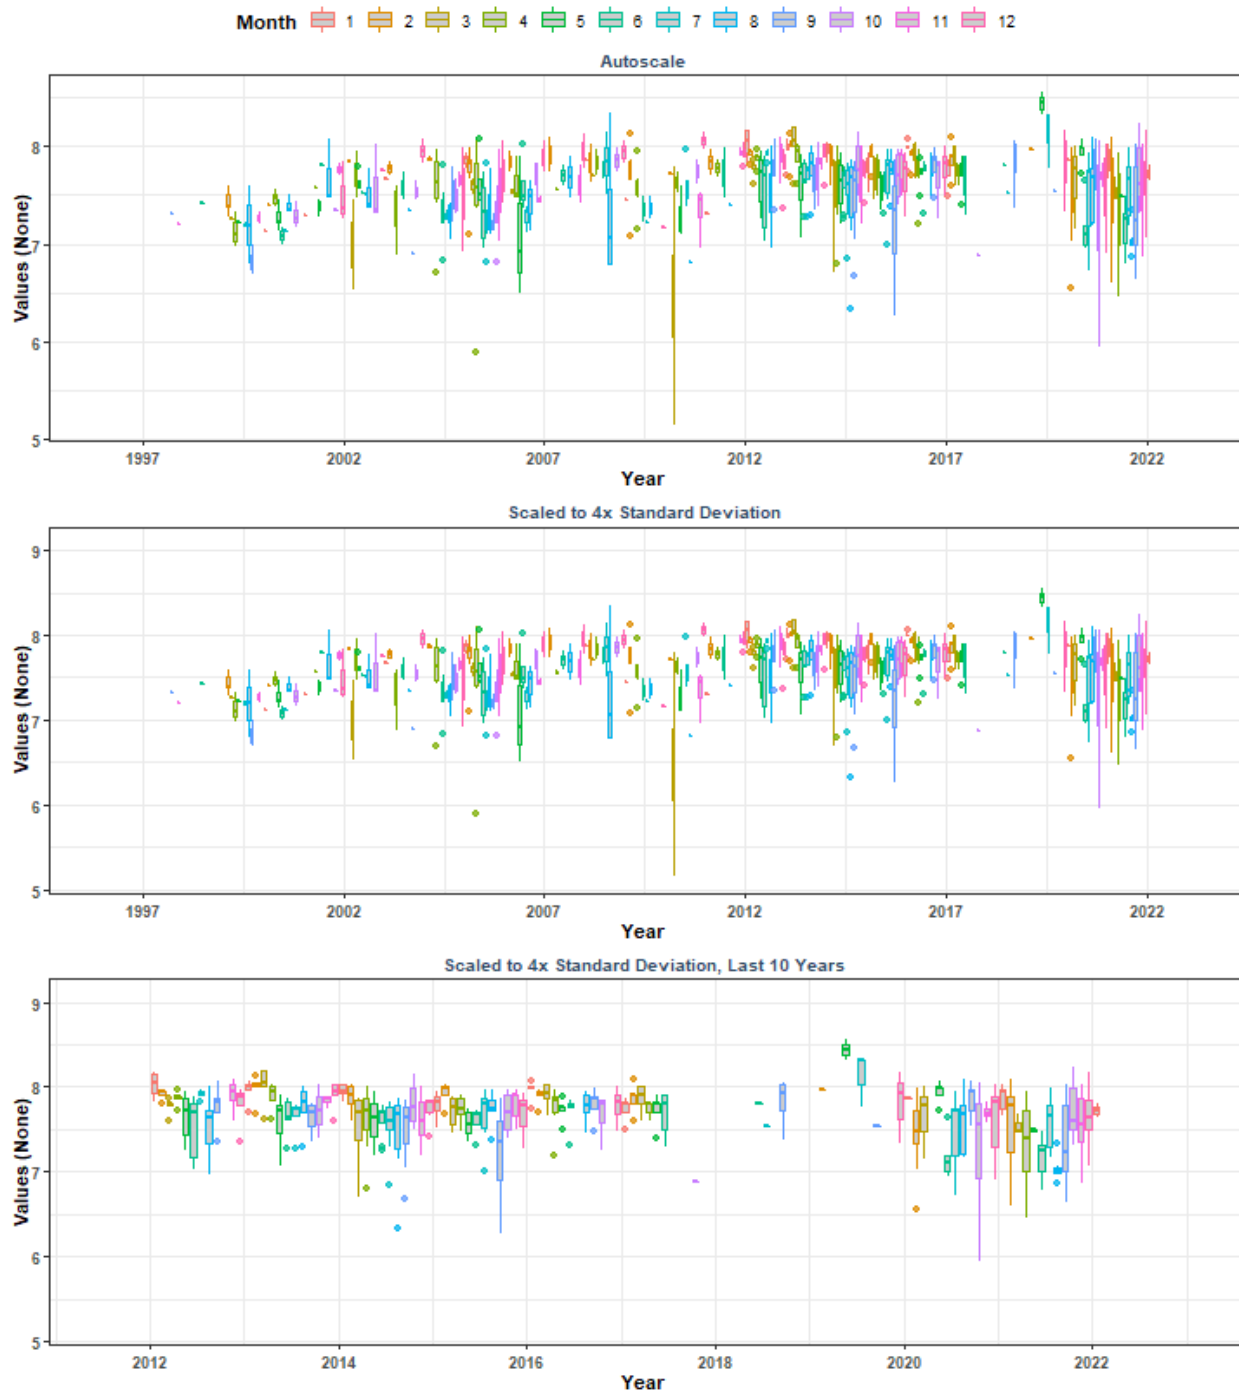 Month 1 2 3 4 5 6 7 8 9 10 11 12
Autoscale
Values (None)
8
7
6
5
1997 2002 2007 2012 2017 2022
Year
Scaled to 4x Standard Deviation
Values (None)
9
8
7
6
5
1997 2002 2007 2012 2017 2022
Year
Scaled to 4x Standard Deviation, Last 10 Years
Values (None)
9
8
7
6
5
2012 2014 2016 2018 2020 2022
Year